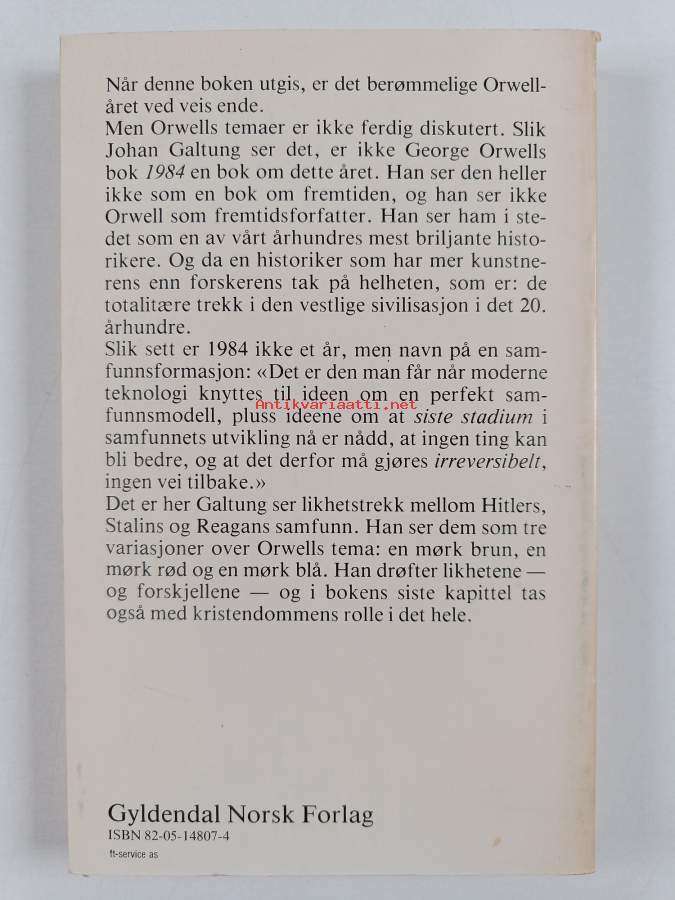 Når denne boken utgis, er det berømmelige Orwell-
året ved veis ende.
Men Orwells temaer er ikke ferdig diskutert. Slik
Johan Galtung ser det, er ikke George Orwells
bok 1984 en bok om dette året. Han ser den heller
ikke som en bok om fremtiden, og han ser ikke
Orwell som fremtidsforfatter. Han ser ham i ste-
det som en av vårt århundres mest briljante histo-
rikere. Og da en historiker som har mer kunstne-
rens enn forskerens tak på helheten, som er: de
totalitære trekk i den vestlige sivilisasjon i det 20.
århundre.
Slik sett er 1984 ikke et år, men navn på en sam-
funnsformasjon: «Det er den man får når moderne
teknologi knyttes til ideen om en perfekt sam-
Antikvariaatti.net
funnsmodell, pluss ideene om at siste stadium i
samfunnets utvikling nå er nådd, at ingen ting kan
bli bedre, og at det derfor må gjøres irreversibelt,
ingen vei tilbake.»
Det er her Galtung ser likhetstrekk mellom Hitlers,
Stalins og Reagans samfunn. Han ser dem som tre
variasjoner over Orwells tema: en mørk brun, en
mørk rød og en mørk blå. Han drøfter likhetene —
og forskjellene — og i bokens siste kapittel tas
også med kristendommens rolle i det hele.
Gyldendal Norsk Forlag
ISBN 82-05-14807-4
ft-service as